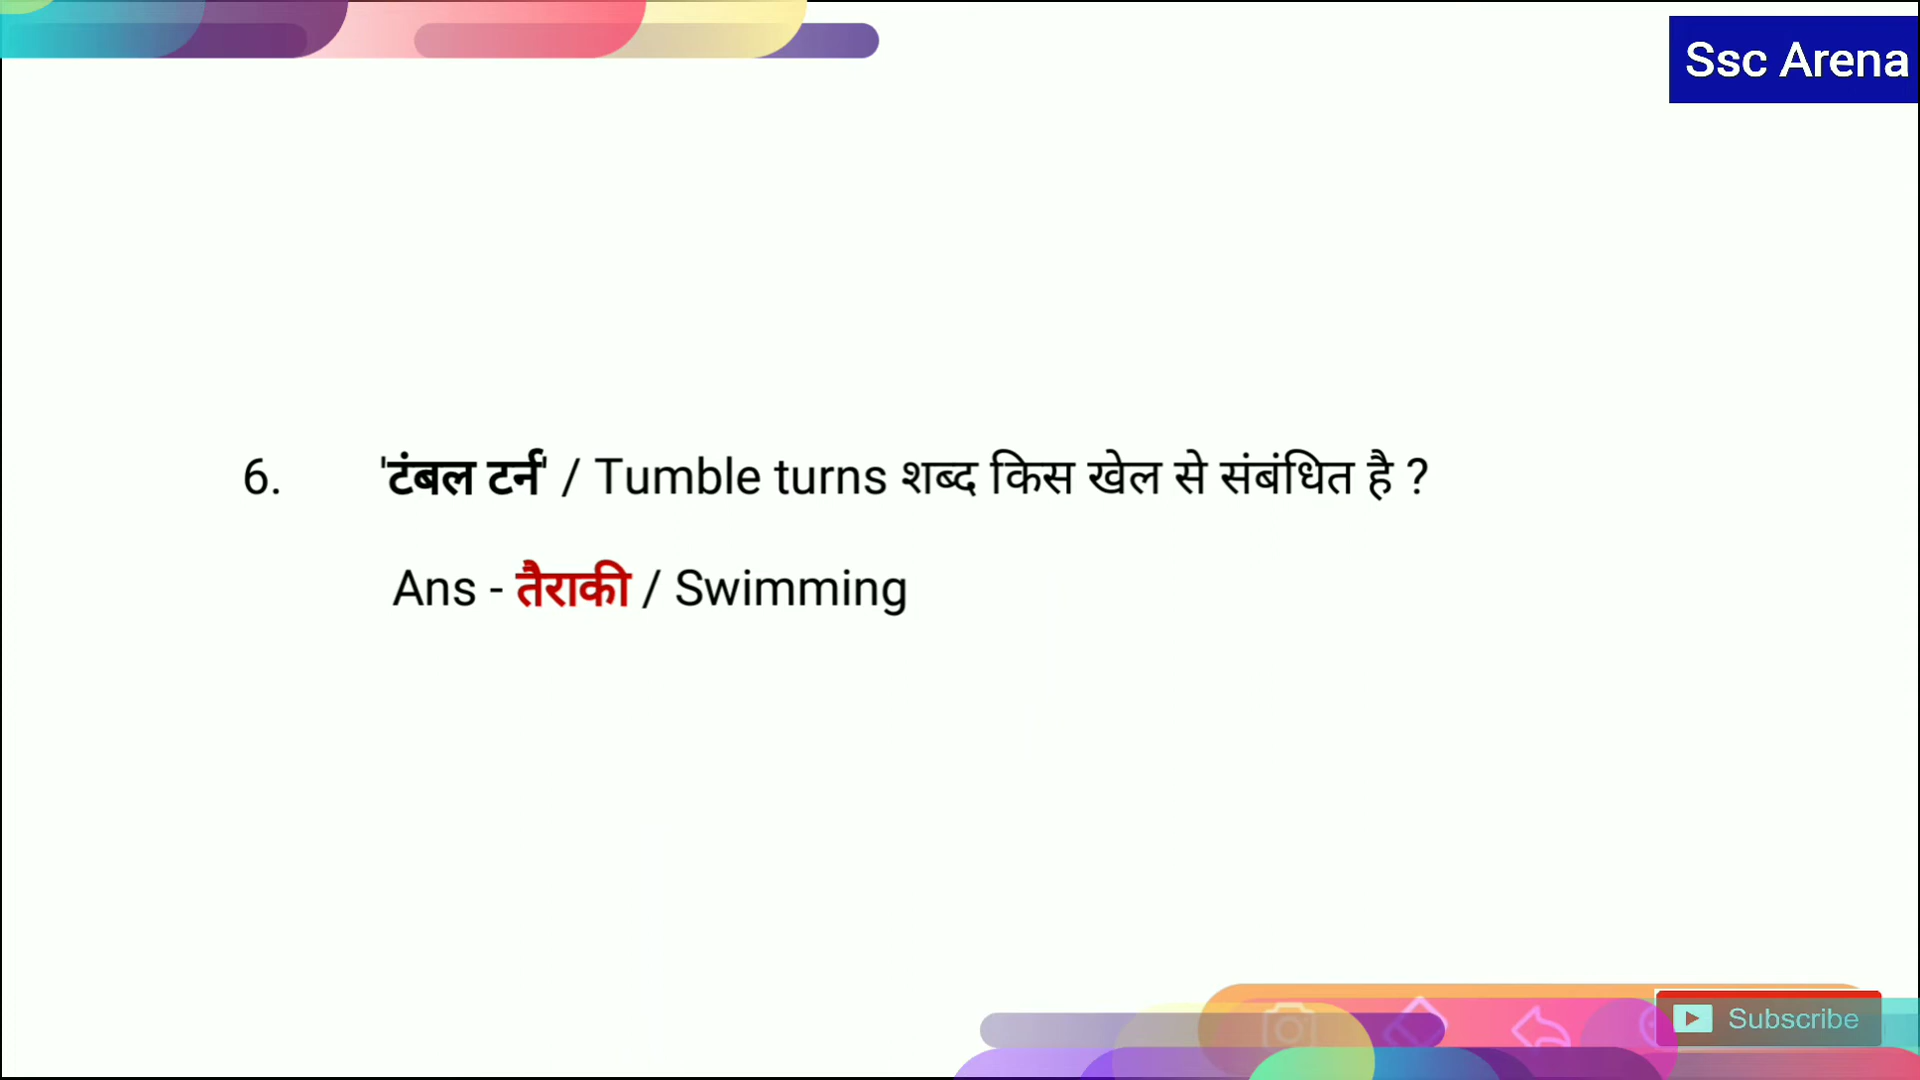 Ssc Arena
6. 'टंबल टर्न' / Tumble turns शब्द किस खेल से संबंधित है ?
Ans - तैराकी / Swimming
Subscribe